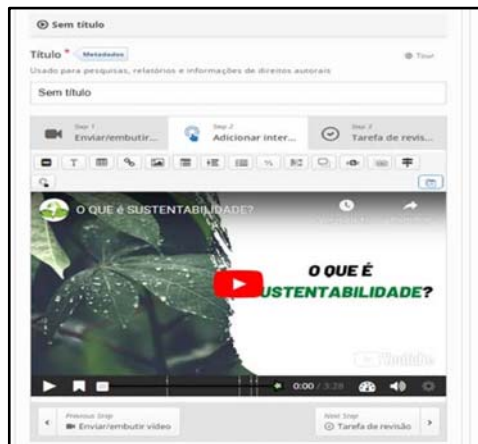 Sem título
Título * Metadados Tour
Usado para pesquisas, relatórios e informações de direitos autorais
Sem título
Step 1
Enviar/embutir...
Step 2
Adicionar inter...
Step 3
Tarefa de revis...
O QUE é SUSTENTABILIDADE?
O QUE É
USTENTABILIDADE?
YouTube
0:00 / 3:28
Previous Step
Enviar/embutir vídeo
Next Step
Tarefa de revisão